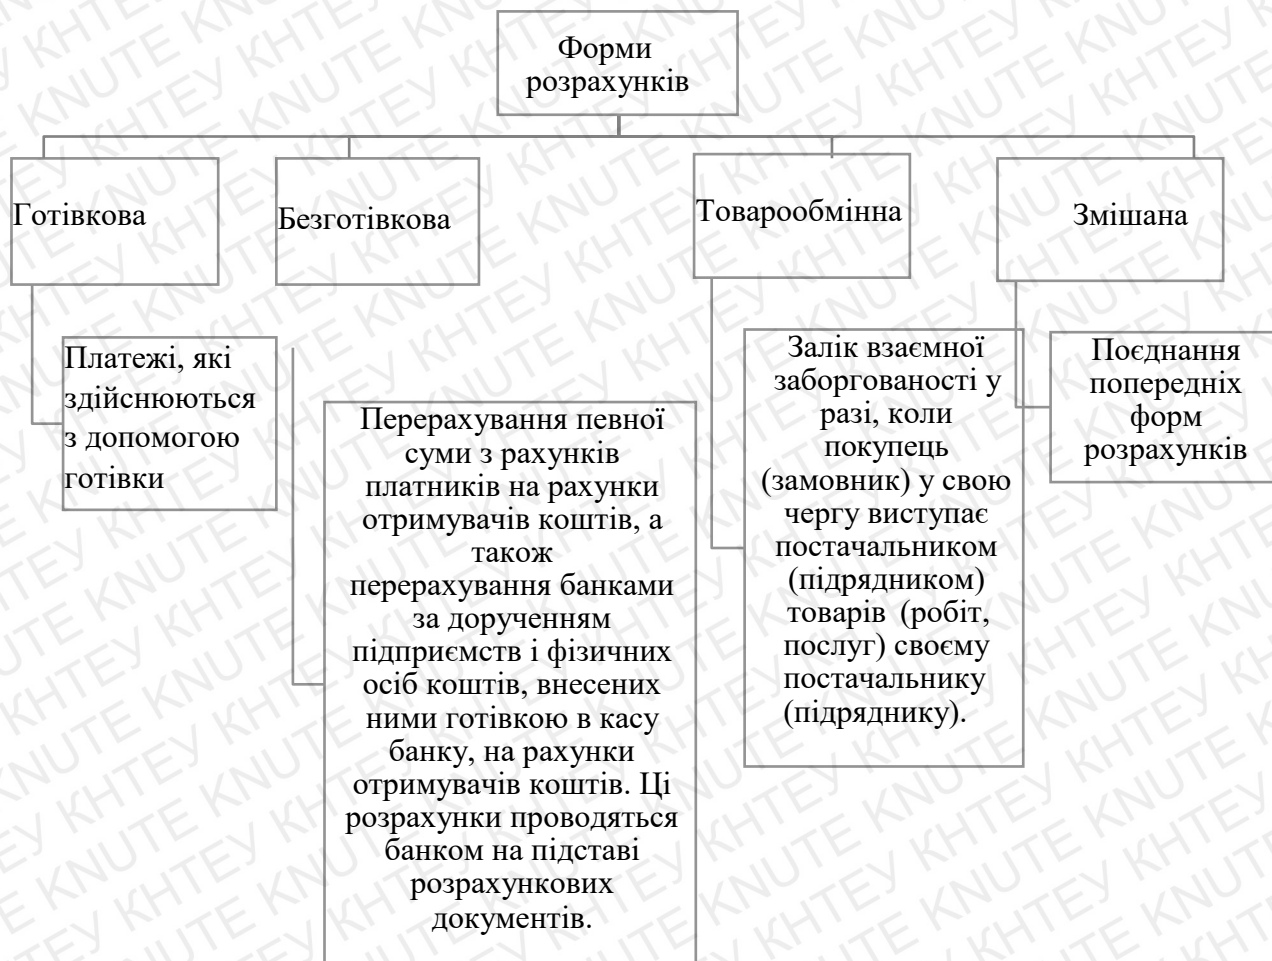 Форми
розрахунків
Готівкова
Безготівкова
Товарообмінна
Змішана
Платежі, які
здійснюються
з допомогою
готівки
Перерахування певної
суми з рахунків
платників на рахунки
отримувачів коштів, а
також
перерахування банками
за дорученням
підприємств і фізичних
осіб коштів, внесених
ними готівкою в касу
банку, на рахунки
отримувачів коштів. Ці
розрахунки проводяться
банком на підставі
розрахункових
документів.
Залік взаємної
заборгованості у
разі, коли
покупець
(замовник) у свою
чергу виступає
постачальником
(підрядником)
товарів (робіт,
послуг) своєму
постачальнику
(підряднику).
Поєднання
попередніх
форм
розрахунків